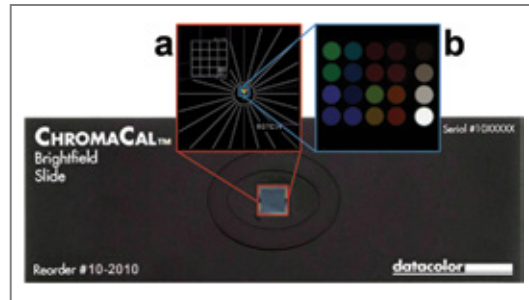 a
b
CHROMACAL™
Brightfield
Slide
Serial #10XXXXX
Reorder #10-2010
datacolor